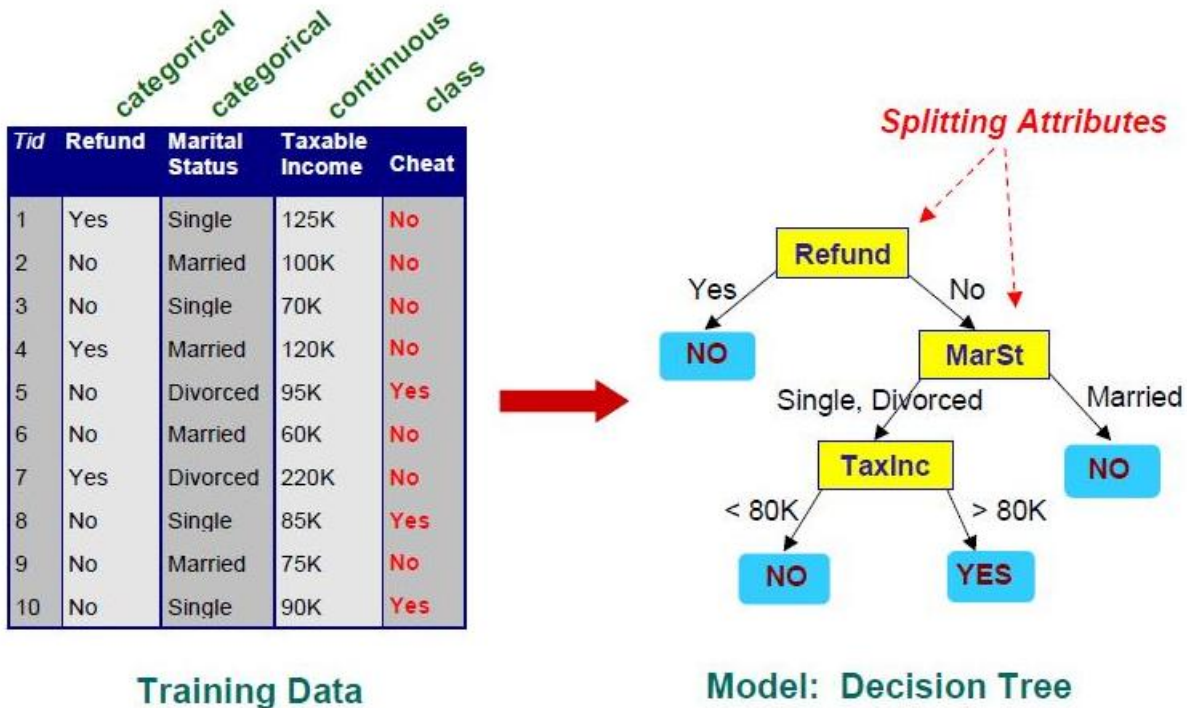 categorical
categorical
continuous
class
Tid Refund Marital Status Taxable Income Cheat
1 Yes Single 125K No
2 No Married 100K No
3 No Single 70K No
4 Yes Married 120K No
5 No Divorced 95K Yes
6 No Married 60K No
7 Yes Divorced 220K No
8 No Single 85K Yes
9 No Married 75K No
10 No Single 90K Yes
Training Data
Splitting Attributes
Refund
Yes No
NO MarSt
Single, Divorced Married
TaxInc NO
< 80K > 80K
NO YES
Model: Decision Tree